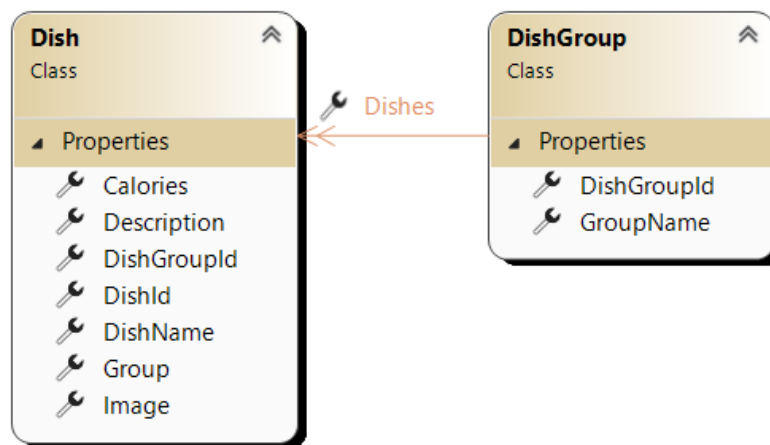 Dish
Class
Properties
Calories
Description
DishGroupId
DishId
DishName
Group
Image
Dishes
DishGroup
Class
Properties
DishGroupId
GroupName